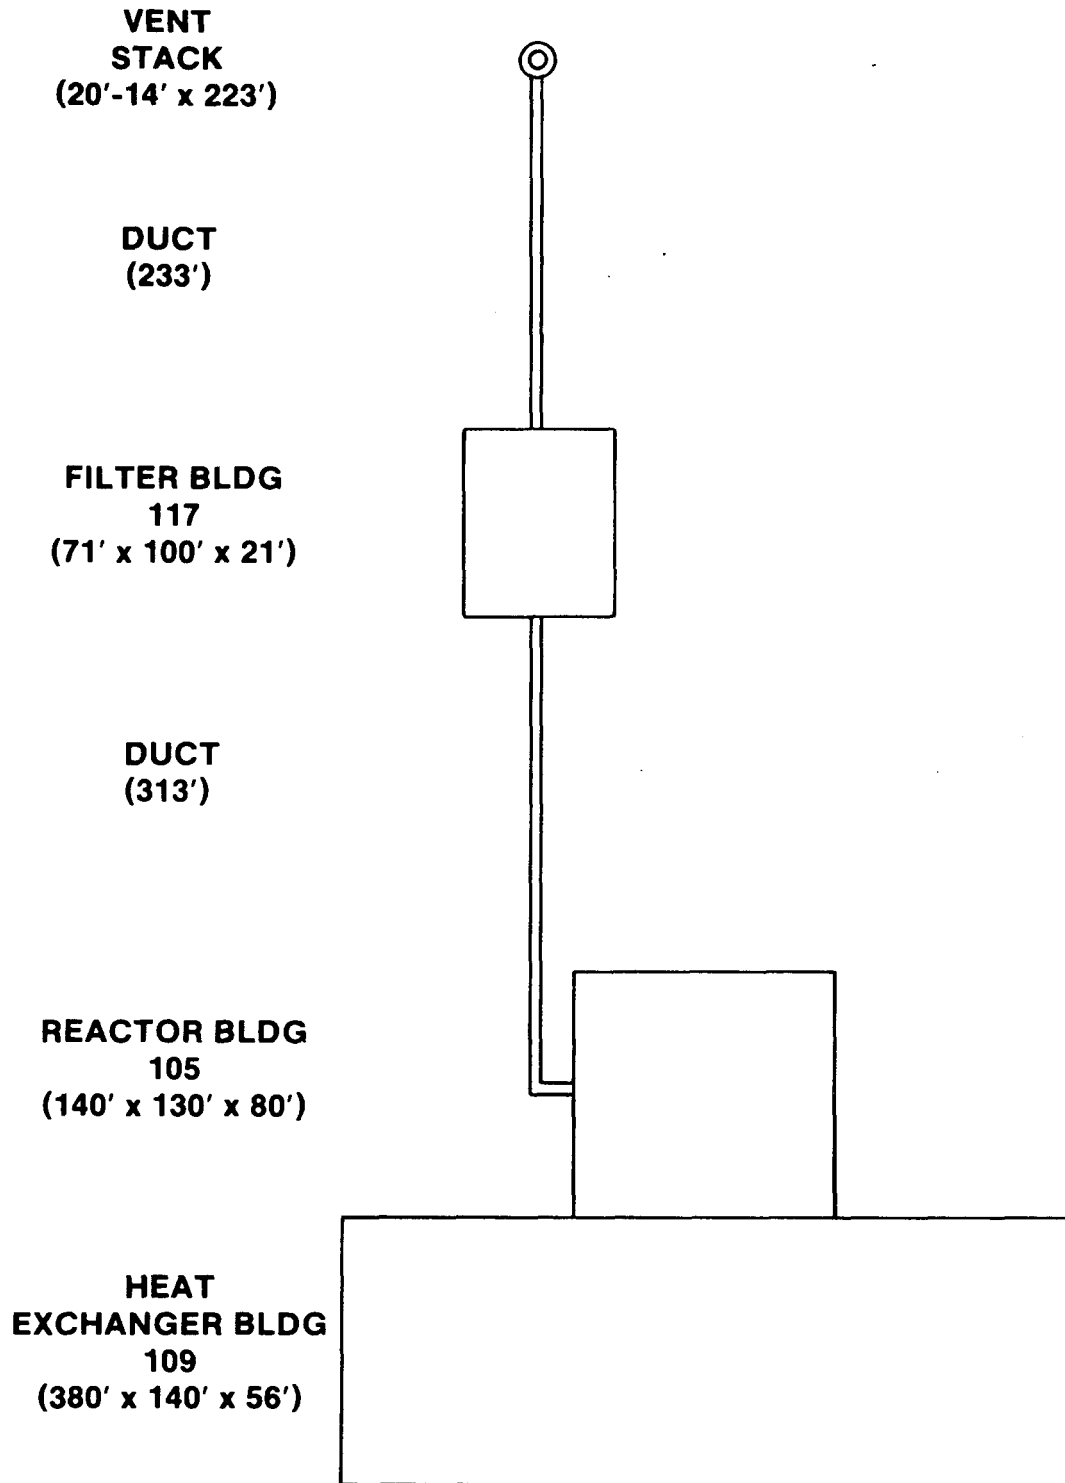 VENT
STACK
(20'-14' x 223')
DUCT
(233')
FILTER BLDG
117
(71' x 100' x 21')
DUCT
(313')
REACTOR BLDG
105
(140' x 130' x 80')
HEAT
EXCHANGER BLDG
109
(380' x 140' x 56')